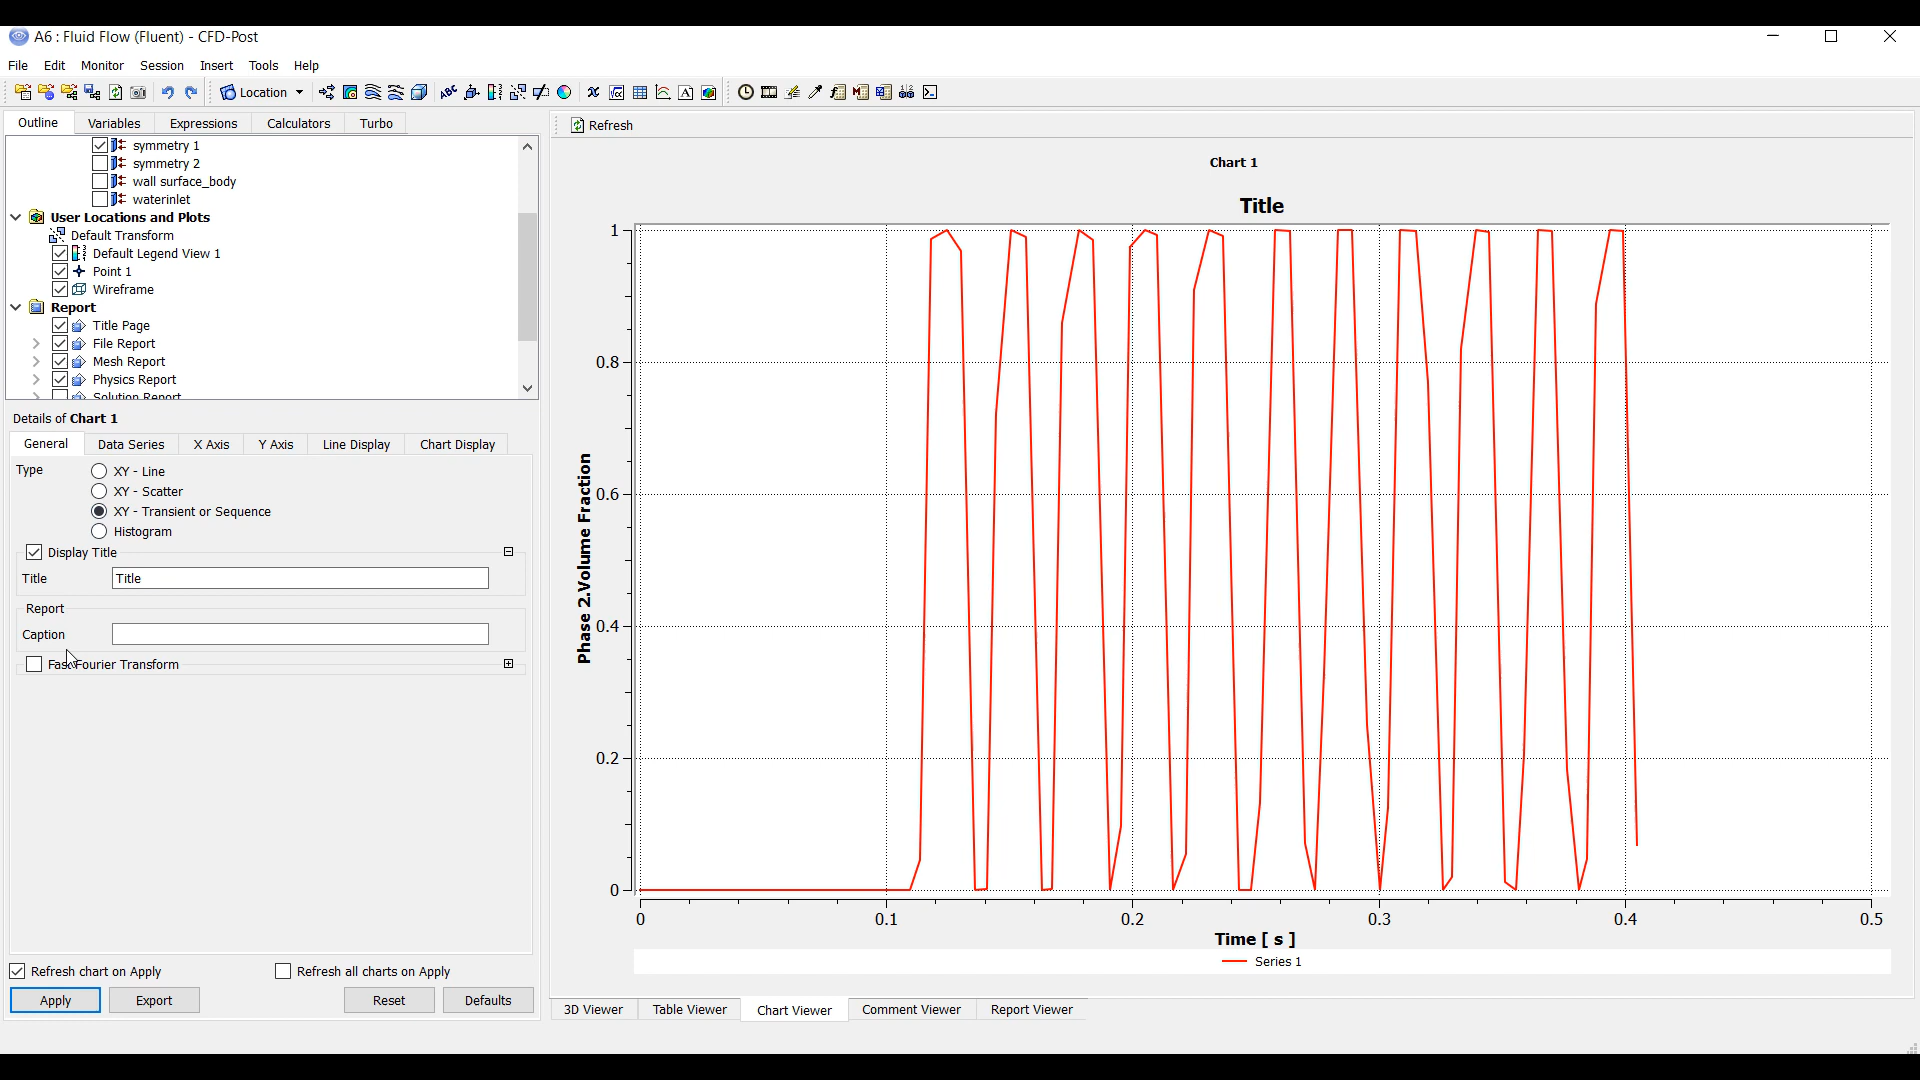 A6 : Fluid Flow (Fluent) - CFD-Post
File Edit Monitor Session Insert Tools Help
Location
Outline Variables Expressions Calculators Turbo
symmetry 1
symmetry 2
wall surface_body
waterinlet
User Locations and Plots
Default Transform
Default Legend View 1
Point 1
Wireframe
Report
Title Page
File Report
Mesh Report
Physics Report
Solution Report
Details of Chart 1
General Data Series X Axis Y Axis Line Display Chart Display
Type
XY - Line
XY - Scatter
XY - Transient or Sequence
Histogram
Display Title
Title Title
Report
Caption
Fast Fourier Transform
Refresh chart on Apply Refresh all charts on Apply
Apply Export Reset Defaults
Refresh
Chart 1
Title
1
0.8
0.6
0.4
0.2
0
Phase 2.Volume Fraction
0 0.1 0.2 0.3 0.4 0.5
Time [ s ]
Series 1
3D Viewer Table Viewer Chart Viewer Comment Viewer Report Viewer